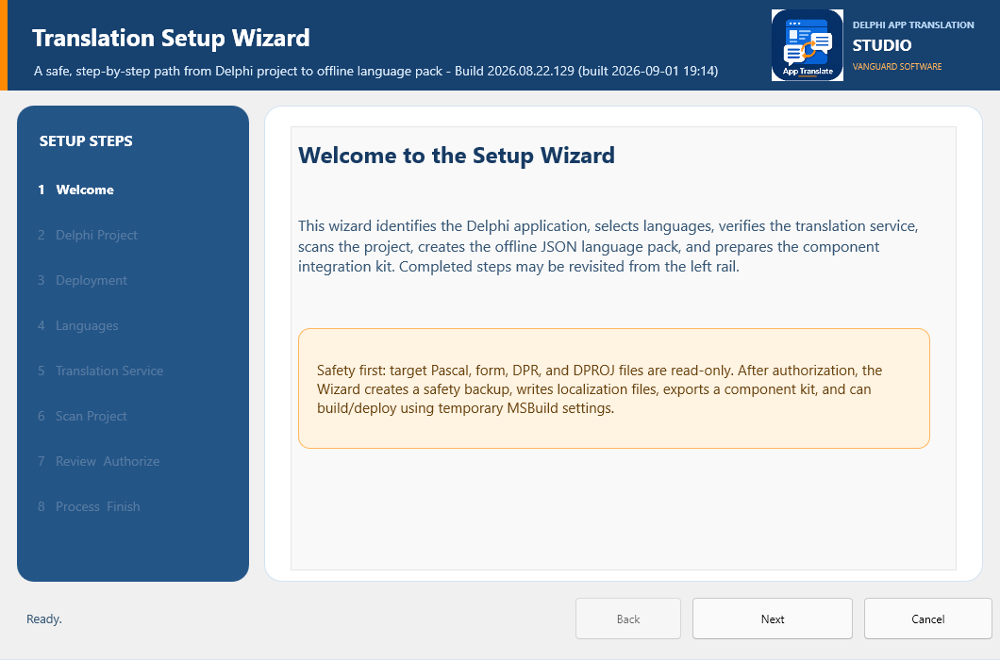 Translation Setup Wizard
A safe, step-by-step path from Delphi project to offline language pack - Build 2026.08.22.129 (built 2026-09-01 19:14)
App Translate
DELPHI APP TRANSLATION
STUDIO
VANGUARD SOFTWARE
SETUP STEPS
1 Welcome
2 Delphi Project
3 Deployment
4 Languages
5 Translation Service
6 Scan Project
7 Review Authorize
8 Process Finish
Welcome to the Setup Wizard
This wizard identifies the Delphi application, selects languages, verifies the translation service,
scans the project, creates the offline JSON language pack, and prepares the component
integration kit. Completed steps may be revisited from the left rail.
Safety first: target Pascal, form, DPR, and DPROJ files are read-only. After authorization, the
Wizard creates a safety backup, writes localization files, exports a component kit, and can
build/deploy using temporary MSBuild settings.
Ready.
Back
Next
Cancel